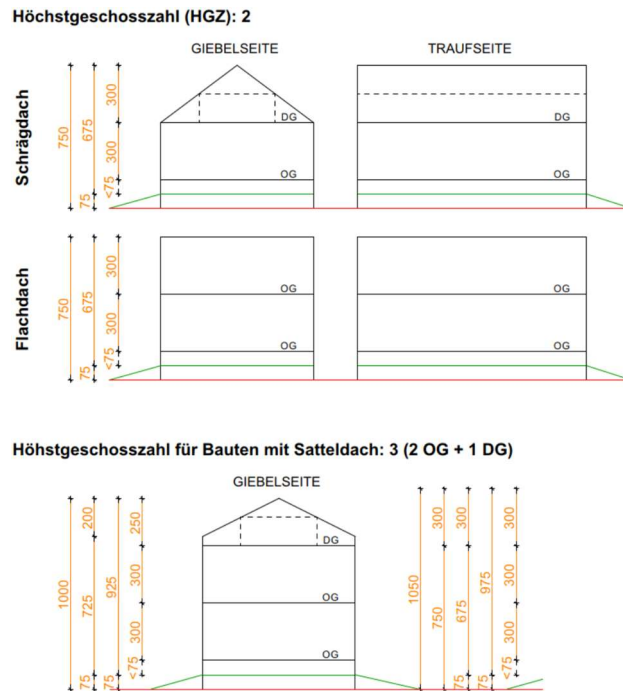 Höchstgeschosszahl (HGZ): 2
GIEBELSEITE
TRAUFSEITE
Schrägdach
750
75
675
<75
300
300
DG
OG
DG
OG
Flachdach
750
75
675
<75
300
300
OG
OG
OG
OG
Höhstgeschosszahl für Bauten mit Satteldach: 3 (2 OG + 1 DG)
GIEBELSEITE
1000
75
725
200
75
925
<75
300
300
250
DG
OG
OG
1050
750
300
75
675
300
75
975
<75
300
300
300